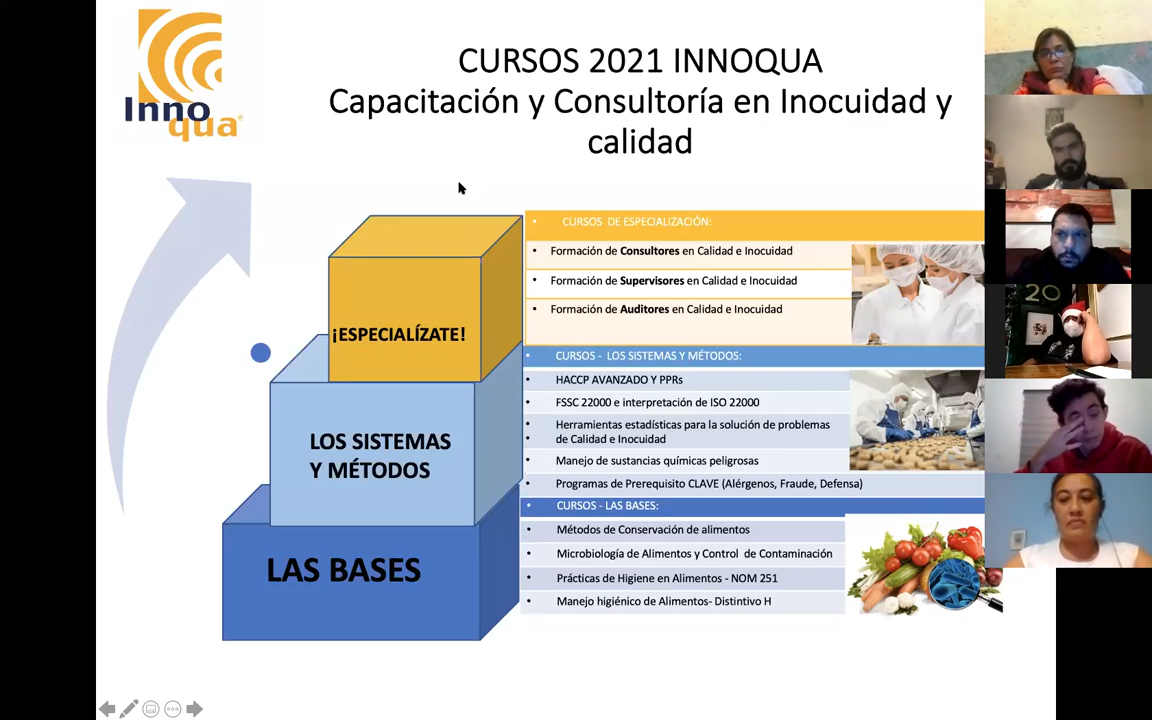 Inno
qua®
CURSOS 2021 INNOQUA
Capacitación y Consultoría en Inocuidad y
calidad
¡ESPECIALÍZATE!
LOS SISTEMAS
Y MÉTODOS
LAS BASES
• CURSOS DE ESPECIALIZACIÓN:
• Formación de Consultores en Calidad e Inocuidad
• Formación de Supervisores en Calidad e Inocuidad
• Formación de Auditores en Calidad e Inocuidad
• CURSOS - LOS SISTEMAS Y MÉTODOS:
• HACCP AVANZADO Y PPRs
• FSSC 22000 e interpretación de ISO 22000
• Herramientas estadísticas para la solución de problemas
• de Calidad e Inocuidad
• Manejo de sustancias químicas peligrosas
• Programas de Prerequisito CLAVE (Alérgenos, Fraude, Defensa)
• CURSOS - LAS BASES:
• Métodos de Conservación de alimentos
• Microbiología de Alimentos y Control de Contaminación
• Prácticas de Higiene en Alimentos - NOM 251
• Manejo higiénico de Alimentos- Distintivo H
20